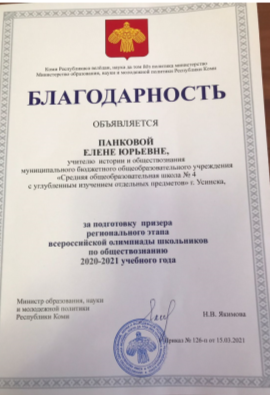 Коми Республикаса велӧдан, наука да том йӧз политика министерство
Министерство образования, науки и молодежной политики Республики Коми
БЛАГОДАРНОСТЬ
ОБЪЯВЛЯЕТСЯ
ПАНКОВОЙ
ЕЛЕНЕ ЮРЬЕВНЕ,
учителю истории и обществознания
муниципального бюджетного общеобразовательного учреждения
«Средняя общеобразовательная школа № 4
с углубленным изучением отдельных предметов» г. Усинска,
за подготовку призера
регионального этапа
всероссийской олимпиады школьников
по обществознанию
2020-2021 учебного года
Министр образования, науки
и молодежной политики
Республики Коми
Н.В. Якимова
Приказ № 126-п от 15.03.2021